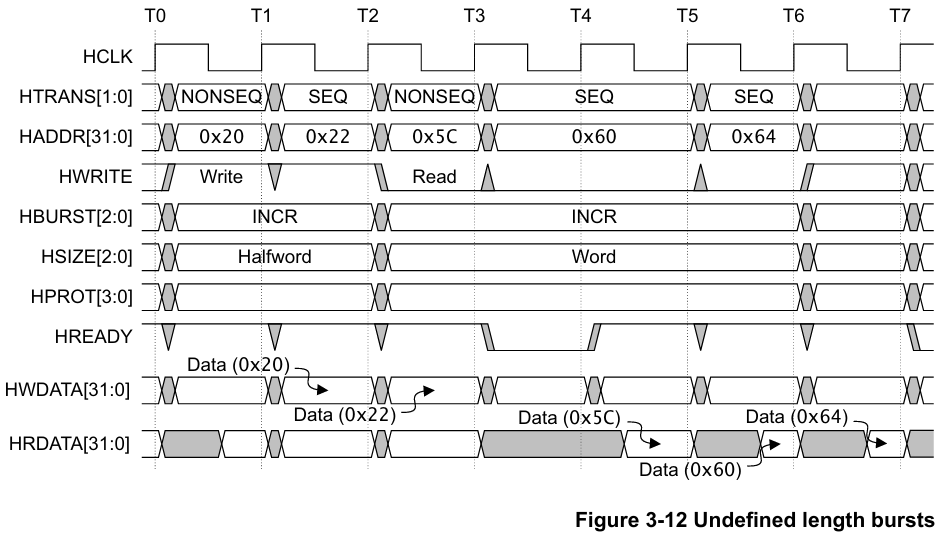 T0 T1 T2 T3 T4 T5 T6 T7
HCLK
HTRANS[1:0] NONSEQ SEQ NONSEQ SEQ SEQ
HADDR[31:0] 0x20 0x22 0x5C 0x60 0x64
HWRITE Write Read
HBURST[2:0] INCR INCR
HSIZE[2:0] Halfword Word
HPROT[3:0]
HREADY
Data (0x20)
HWDATA[31:0]
Data (0x22) Data (0x5C) Data (0x64)
HRDATA[31:0]
Data (0x60)
Figure 3-12 Undefined length bursts